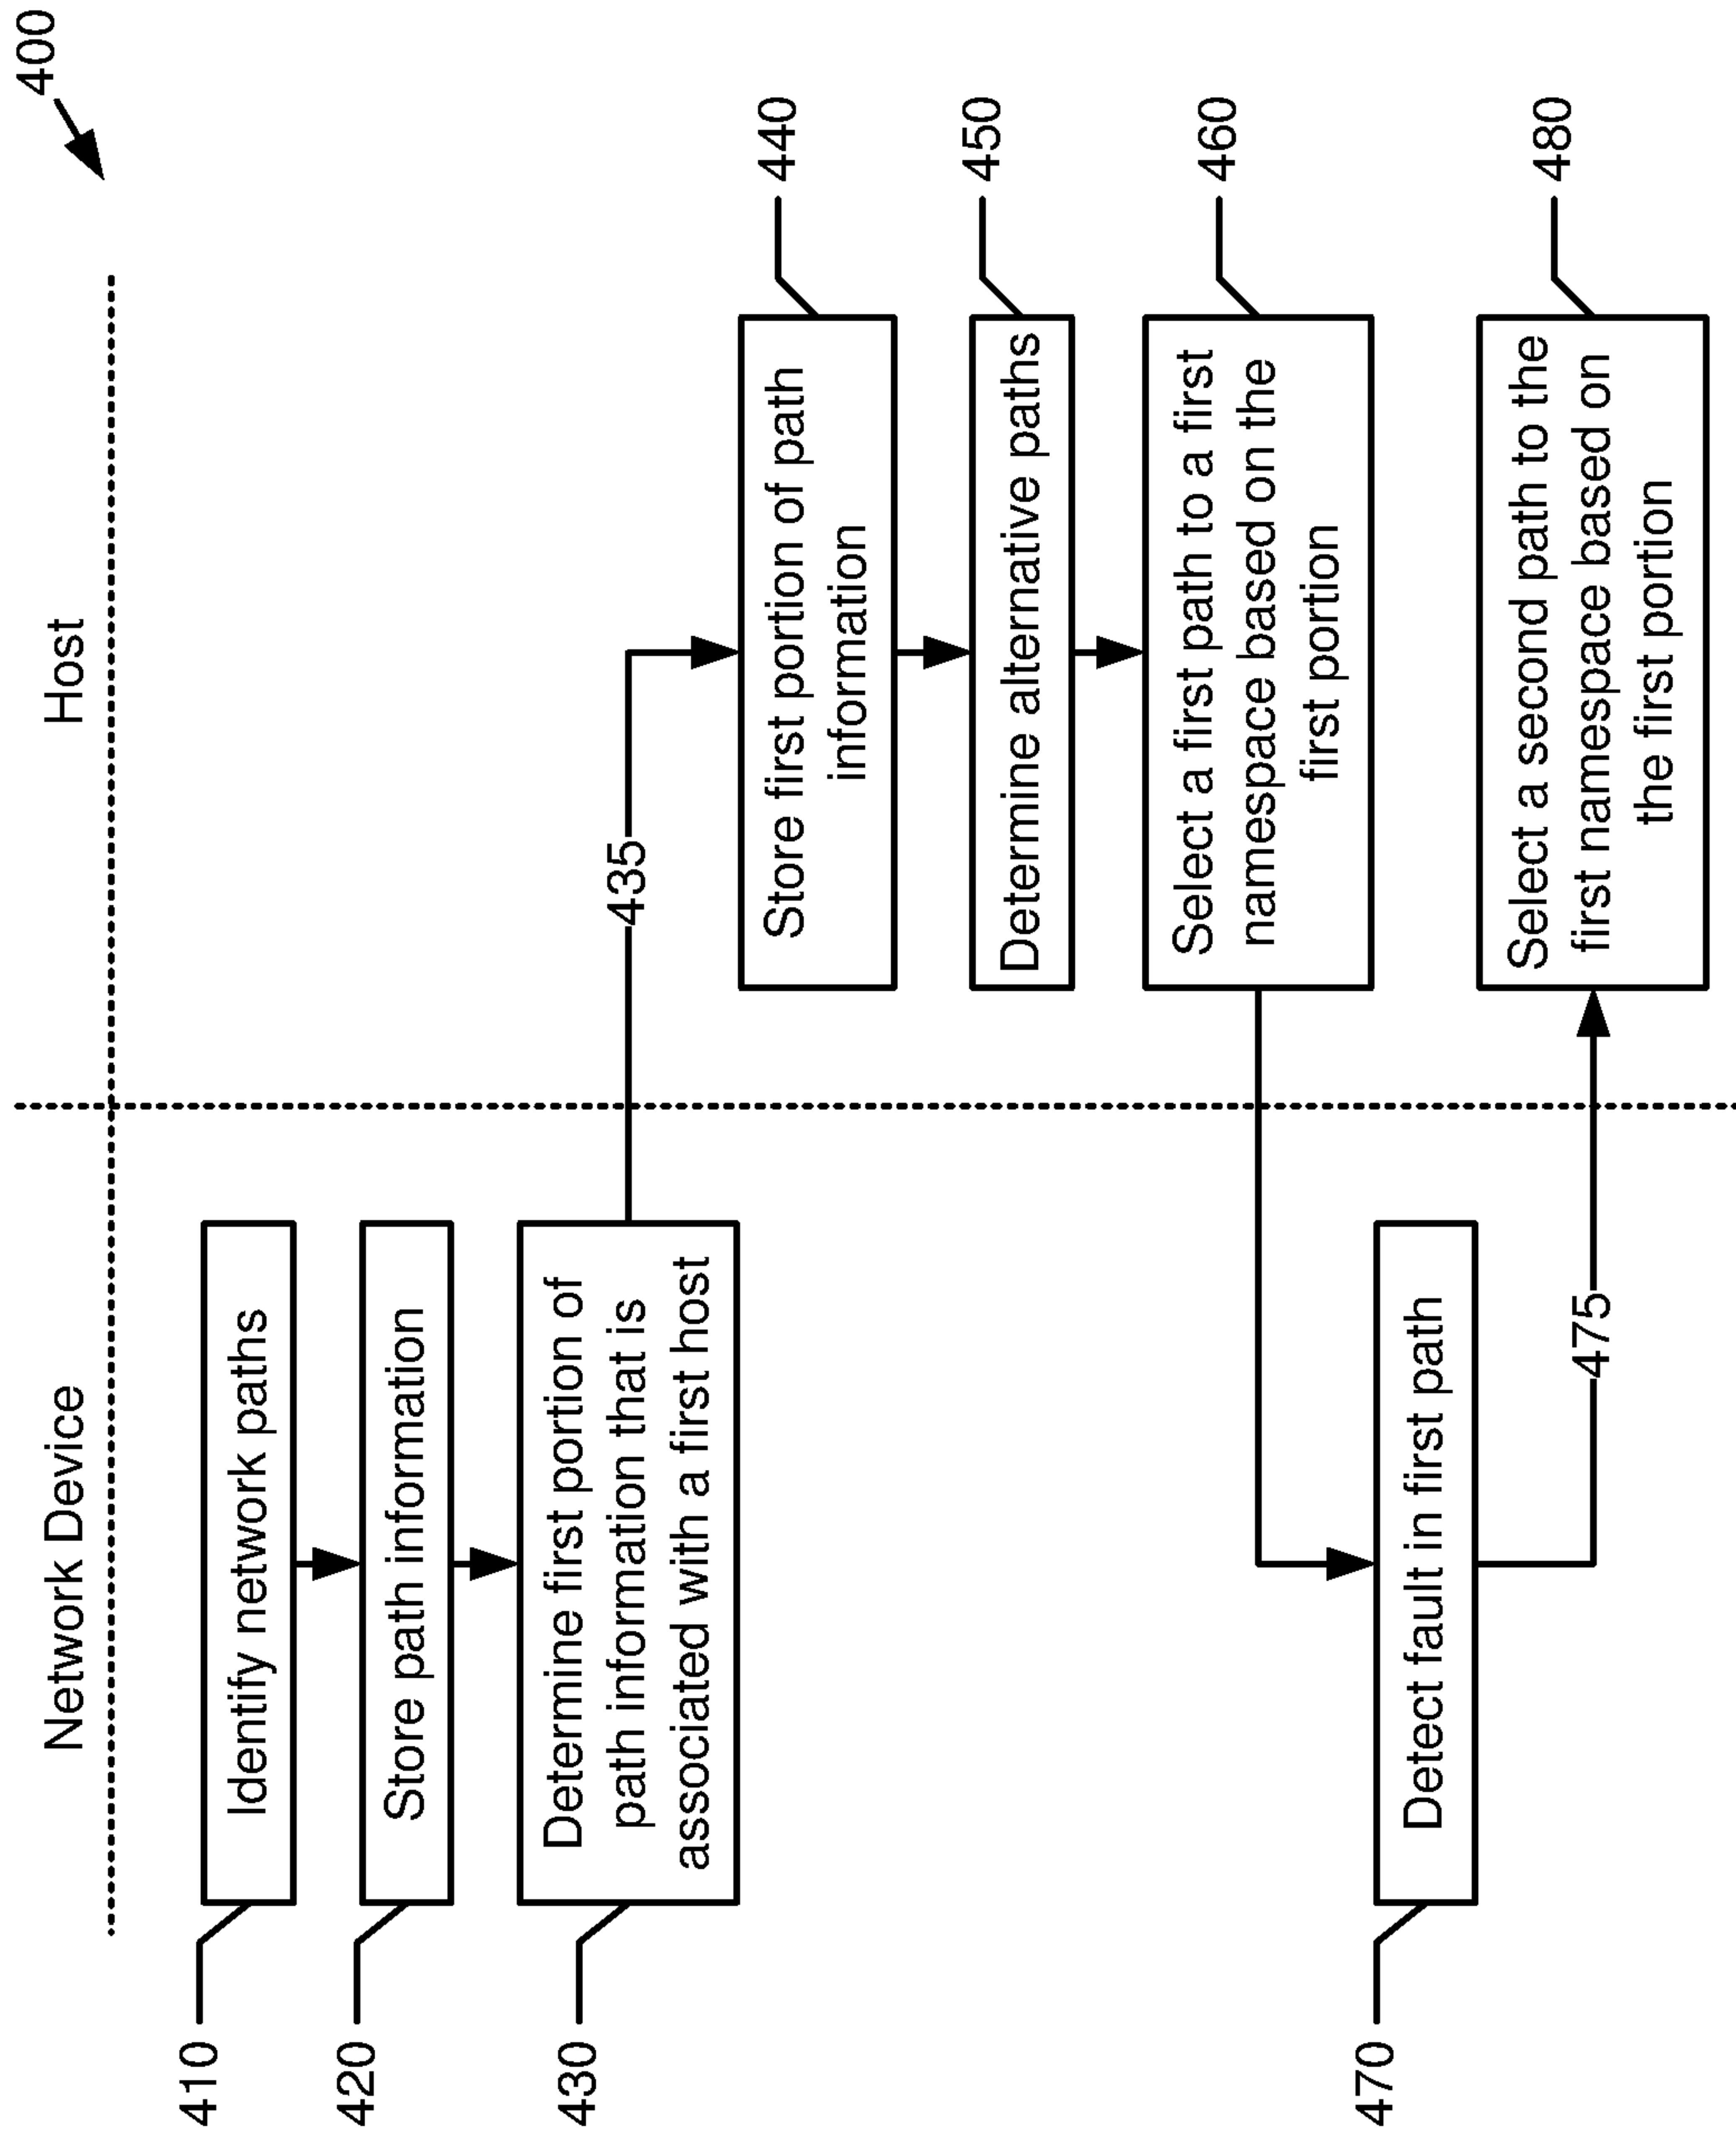 400
Network Device
Host
410
Identify network paths
420
Store path information
430
Determine first portion of
path information that is
associated with a first host
435
Store first portion of path
information
440
Determine alternative paths
450
Select a first path to a first
namespace based on the
first portion
460
470
Detect fault in first path
475
Select a second path to the
first namespace based on
the first portion
480